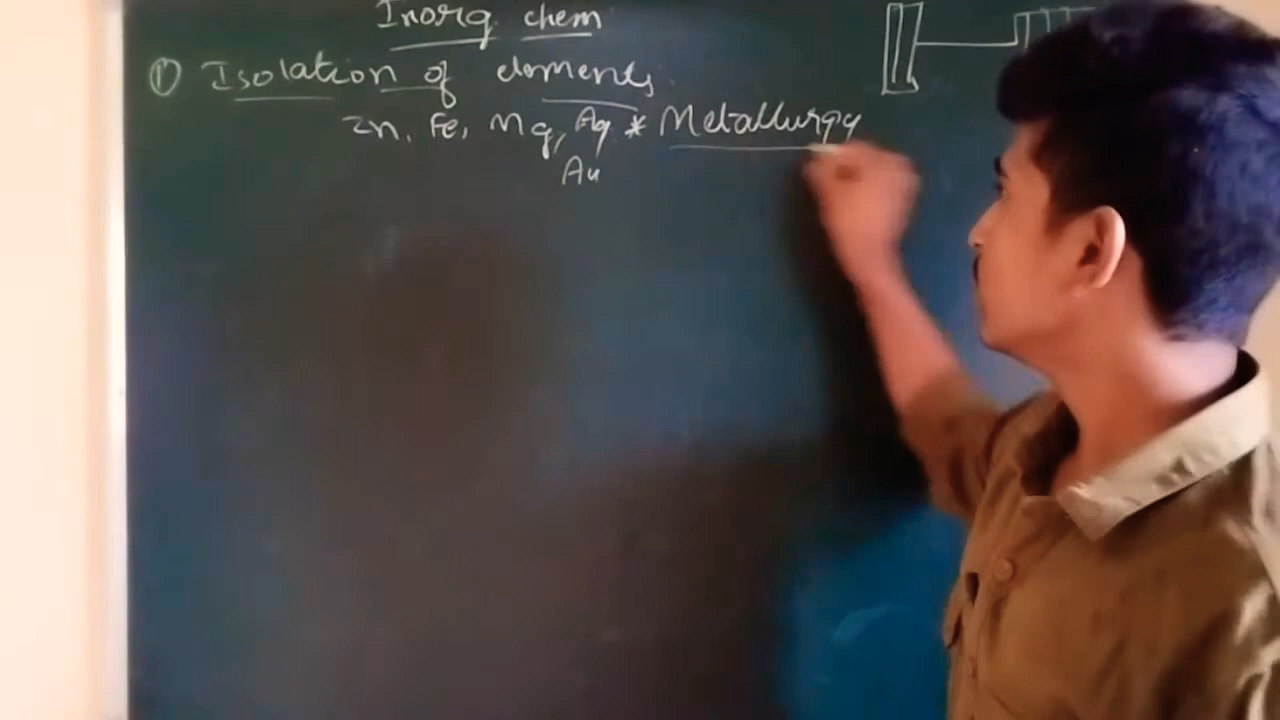 Inorg chem
① Isolation of elements
Zn, Fe, Mg, Ag * Metallurgy
Au